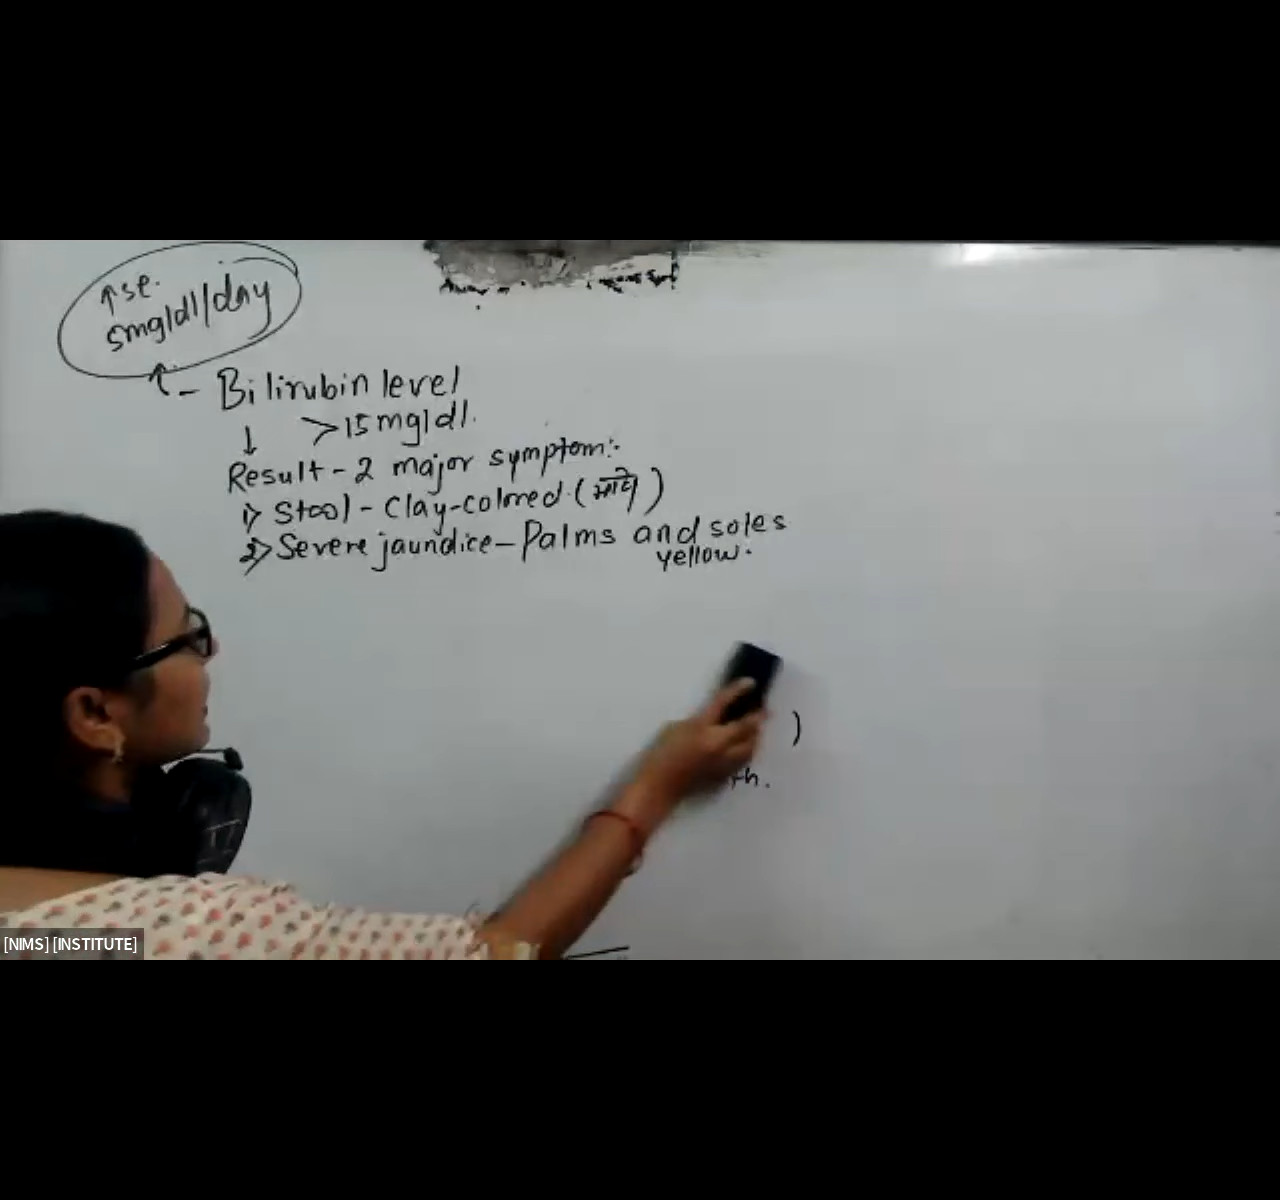 ↑se.
5mg/dl/day
↑ - Bilirubin level
↓ >15mg/dl.
Result - 2 major symptom:-
1) Stool - Clay-colored ( )
2) Severe jaundice - Palms and soles
yellow.
)
th.
[NIMS] [INSTITUTE]